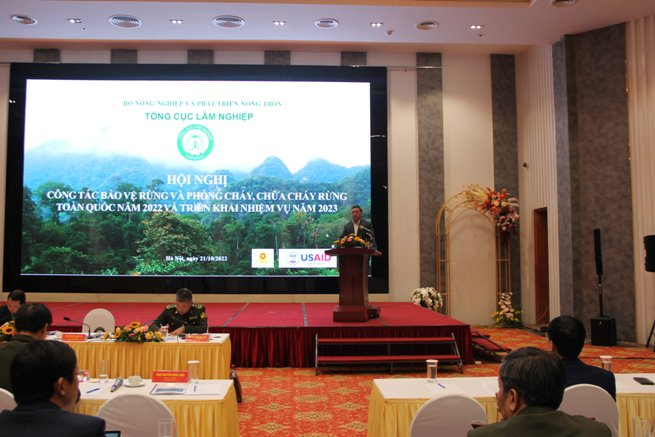 BỘ NÔNG NGHIỆP VÀ PHÁT TRIỂN NÔNG THÔN
TỔNG CỤC LÂM NGHIỆP
HỘI NGHỊ
CÔNG TÁC BẢO VỆ RỪNG VÀ PHÒNG CHÁY, CHỮA CHÁY RỪNG
TOÀN QUỐC NĂM 2022 VÀ TRIỂN KHAI NHIỆM VỤ NĂM 2023
Hà Nội, ngày 21/10/2022
USAID